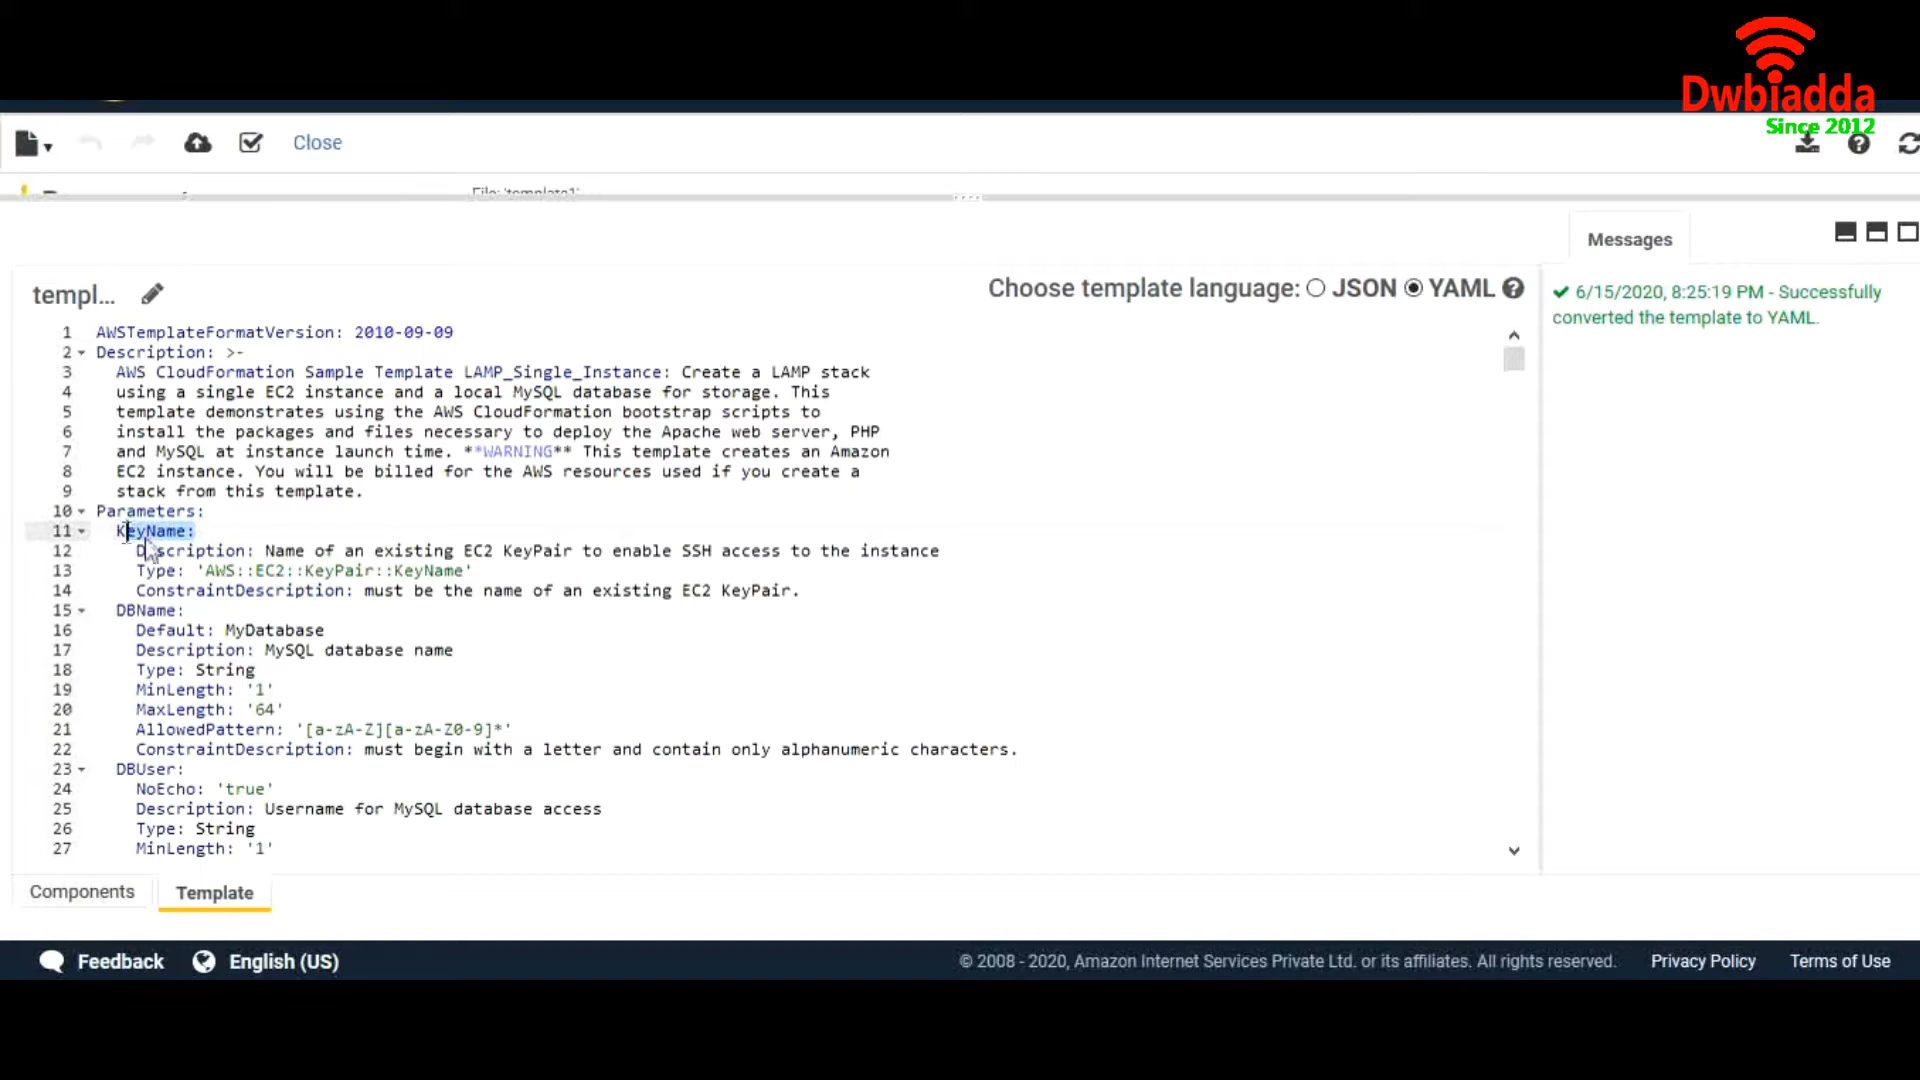 Dwbiadda
Since 2012
Close
File: 'template1'
Messages
templ...
Choose template language: JSON YAML
6/15/2020, 8:25:19 PM - Successfully
converted the template to YAML.
1 AWSTemplateFormatVersion: 2010-09-09
2 Description: >-
3 AWS CloudFormation Sample Template LAMP_Single_Instance: Create a LAMP stack
4 using a single EC2 instance and a local MySQL database for storage. This
5 template demonstrates using the AWS CloudFormation bootstrap scripts to
6 install the packages and files necessary to deploy the Apache web server, PHP
7 and MySQL at instance launch time. **WARNING** This template creates an Amazon
8 EC2 instance. You will be billed for the AWS resources used if you create a
9 stack from this template.
10 Parameters:
11 KeyName:
12 Description: Name of an existing EC2 KeyPair to enable SSH access to the instance
13 Type: 'AWS::EC2::KeyPair::KeyName'
14 ConstraintDescription: must be the name of an existing EC2 KeyPair.
15 DBName:
16 Default: MyDatabase
17 Description: MySQL database name
18 Type: String
19 MinLength: '1'
20 MaxLength: '64'
21 AllowedPattern: '[a-zA-Z][a-zA-Z0-9]*'
22 ConstraintDescription: must begin with a letter and contain only alphanumeric characters.
23 DBUser:
24 NoEcho: 'true'
25 Description: Username for MySQL database access
26 Type: String
27 MinLength: '1'
Components Template
Feedback English (US)
© 2008 - 2020, Amazon Internet Services Private Ltd. or its affiliates. All rights reserved. Privacy Policy Terms of Use